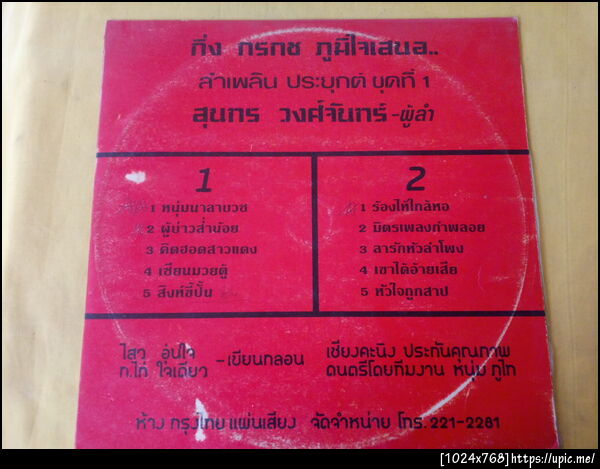 กิ่ง กรกช ภูมิใจเสนอ..
ลำเพลิน ประยุกต์ ชุดที่ 1
สุนทร วงศ์จันทร์ -ผู้ลำ
1
1 หนุ่มนาลาบวช
2 ผู้บ่าวส่ำน้อย
3 คิดฮอดสาวแดง
4 เซียนมวยตู้
5 สิงห์ขี้ปั๊น
2
1 ร้องไห้ใกล้หอ
2 มิตรเพลงกำพลอย
3 สารักหัวลำโพง
4 เขาได้อ้ายเสีย
5 หัวใจถูกสาป
ไสว อุ่นใจ
ก.ไก่ ใจเดียว
-เขียนกลอน
เชียงคะนิง ประกันคุณภาพ
ดนตรีโดยทีมงาน หนุ่ม ภูไท
ห้าง กรุงไทยแผ่นเสียง จัดจำหน่าย โทร. 221-2281
[1024x768]https://upic.me/